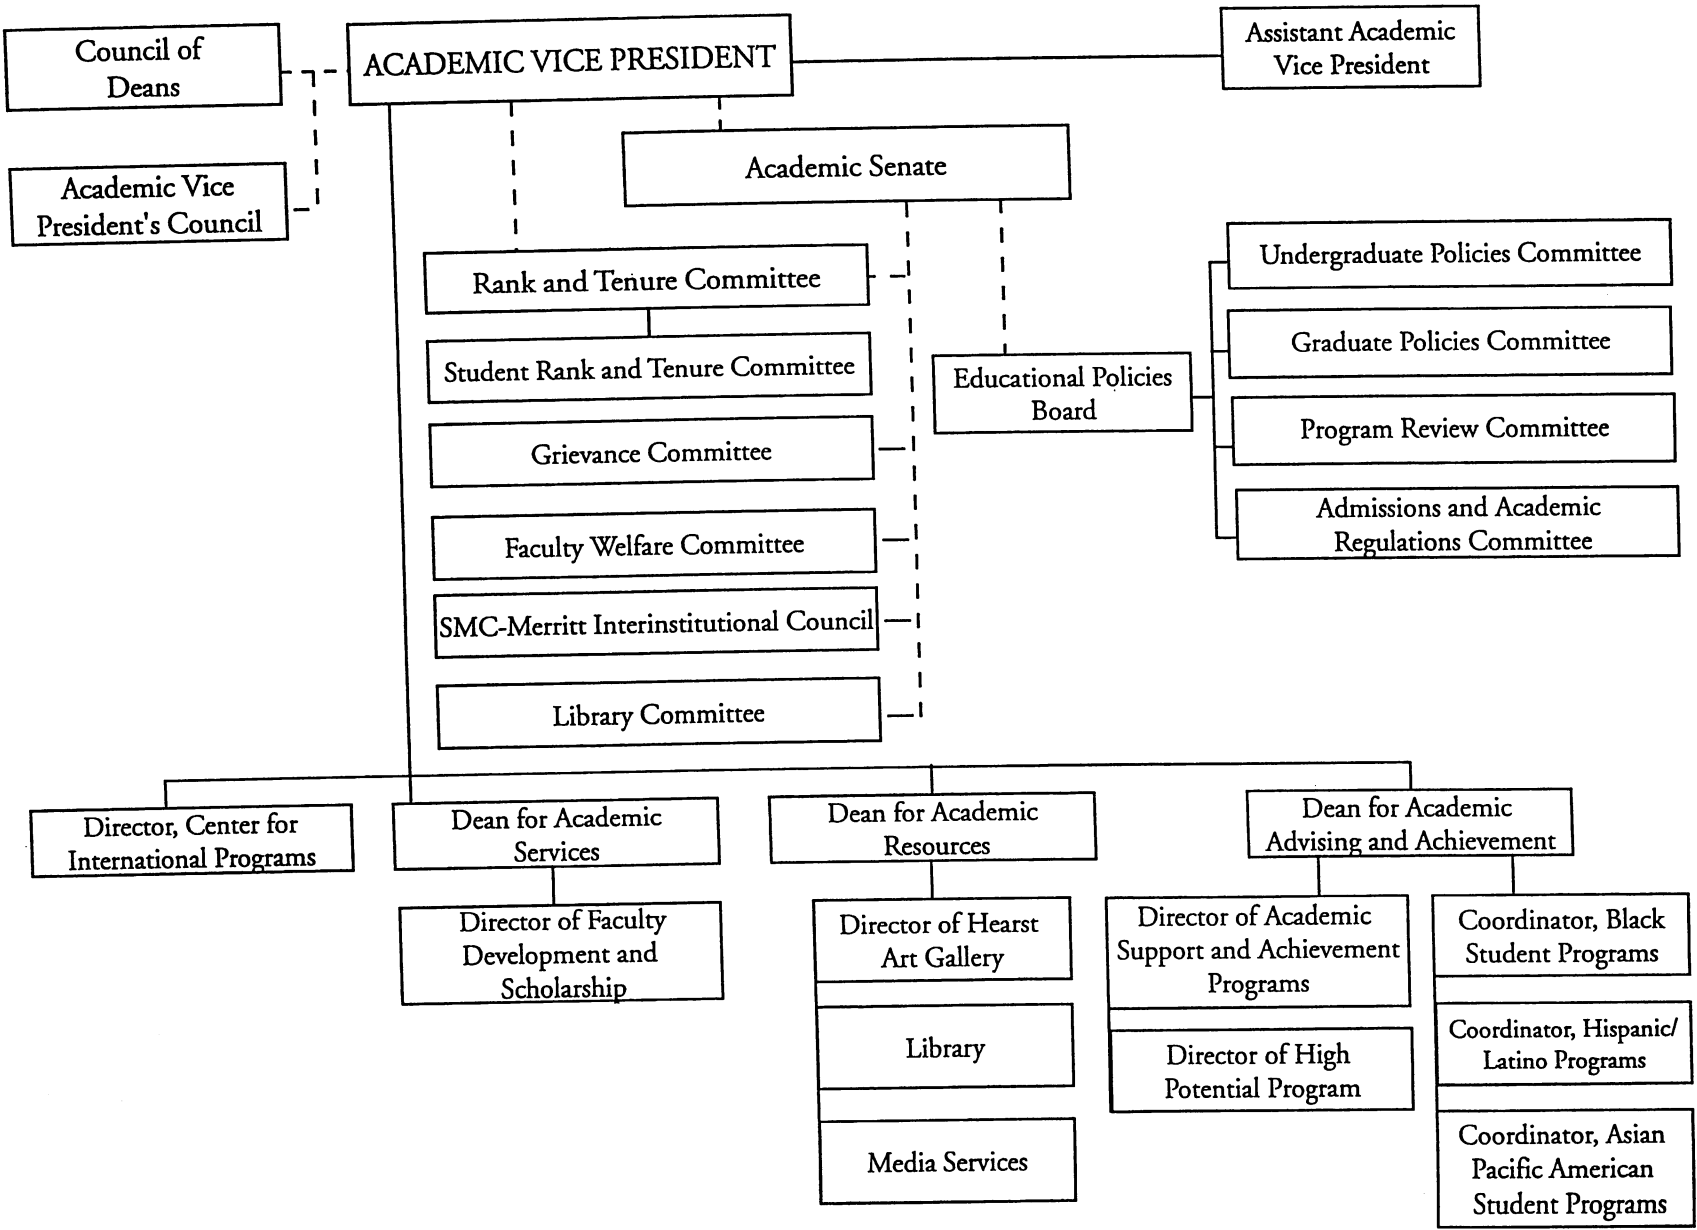 Council of
Deans
ACADEMIC VICE PRESIDENT
Assistant Academic
Vice President
Academic Vice
President's Council
Academic Senate
Rank and Tenure Committee
Student Rank and Tenure Committee
Grievance Committee
Faculty Welfare Committee
SMC-Merritt Interinstitutional Council
Library Committee
Educational Policies
Board
Undergraduate Policies Committee
Graduate Policies Committee
Program Review Committee
Admissions and Academic
Regulations Committee
Director, Center for
International Programs
Dean for Academic
Services
Director of Faculty
Development and
Scholarship
Dean for Academic
Resources
Director of Hearst
Art Gallery
Library
Media Services
Dean for Academic
Advising and Achievement
Director of Academic
Support and Achievement
Programs
Director of High
Potential Program
Coordinator, Black
Student Programs
Coordinator, Hispanic/
Latino Programs
Coordinator, Asian
Pacific American
Student Programs